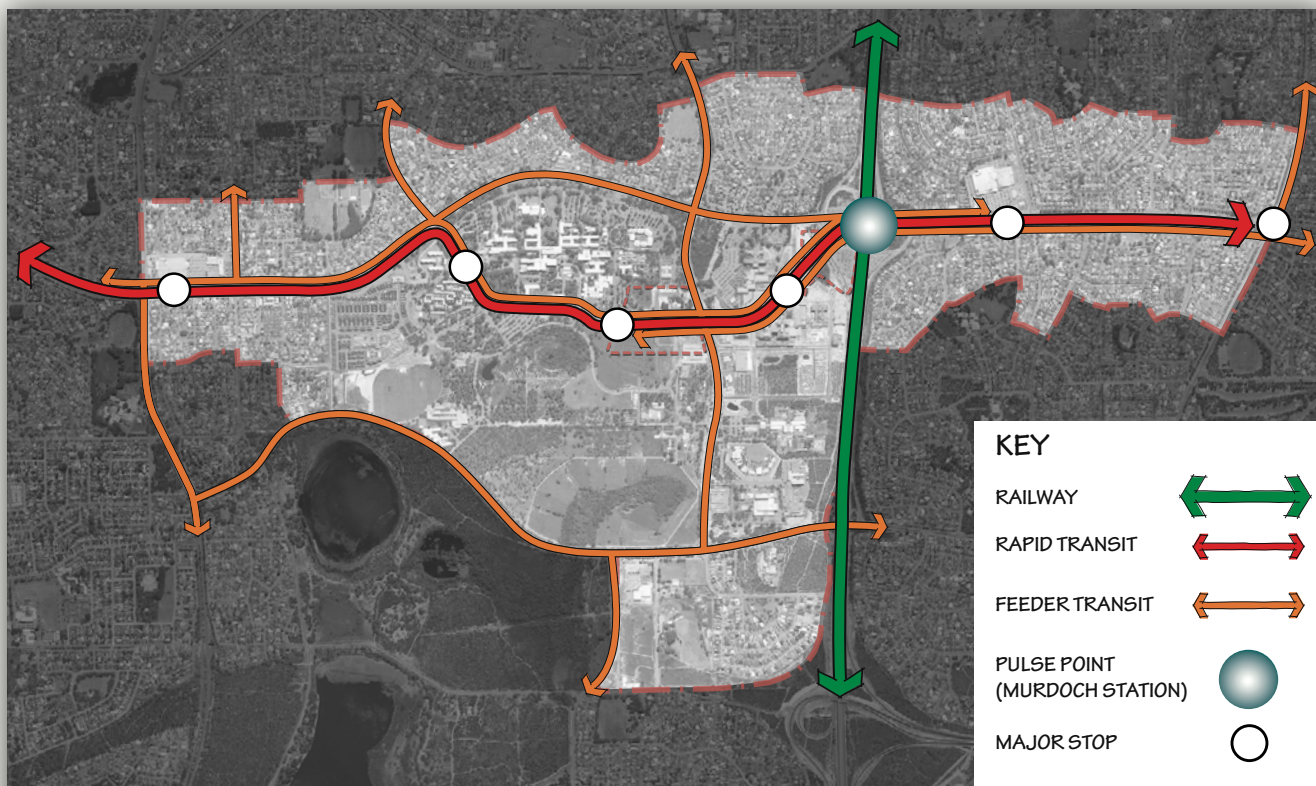 KEY
RAILWAY
RAPID TRANSIT
FEEDER TRANSIT
PULSE POINT
(MURDOCH STATION)
MAJOR STOP